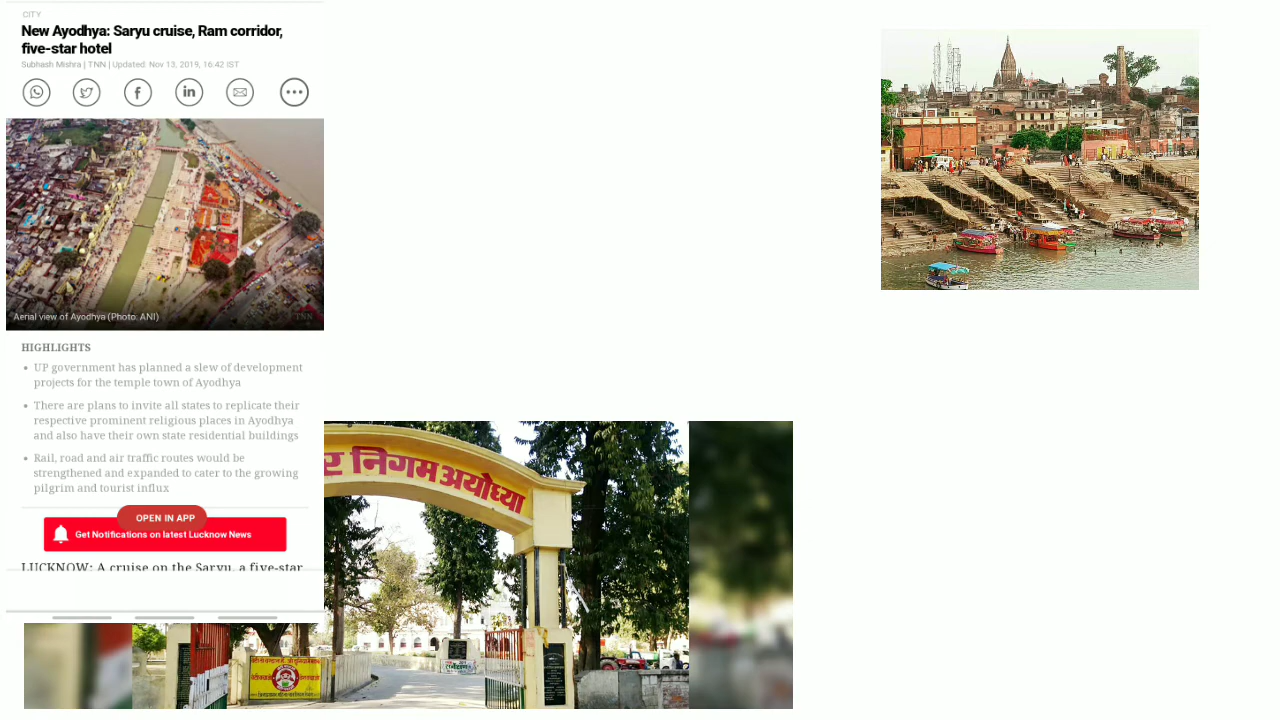 CITY
New Ayodhya: Saryu cruise, Ram corridor,
five-star hotel
Subhash Mishra | TNN | Updated: Nov 13, 2019, 16:42 IST
Aerial view of Ayodhya (Photo: ANI)
TNN
HIGHLIGHTS
• UP government has planned a slew of development
projects for the temple town of Ayodhya
• There are plans to invite all states to replicate their
respective prominent religious places in Ayodhya
and also have their own state residential buildings
• Rail, road and air traffic routes would be
strengthened and expanded to cater to the growing
pilgrim and tourist influx
OPEN IN APP
Get Notifications on latest Lucknow News
LUCKNOW: A cruise on the Saryu, a five-star
र निगम अयोध्या